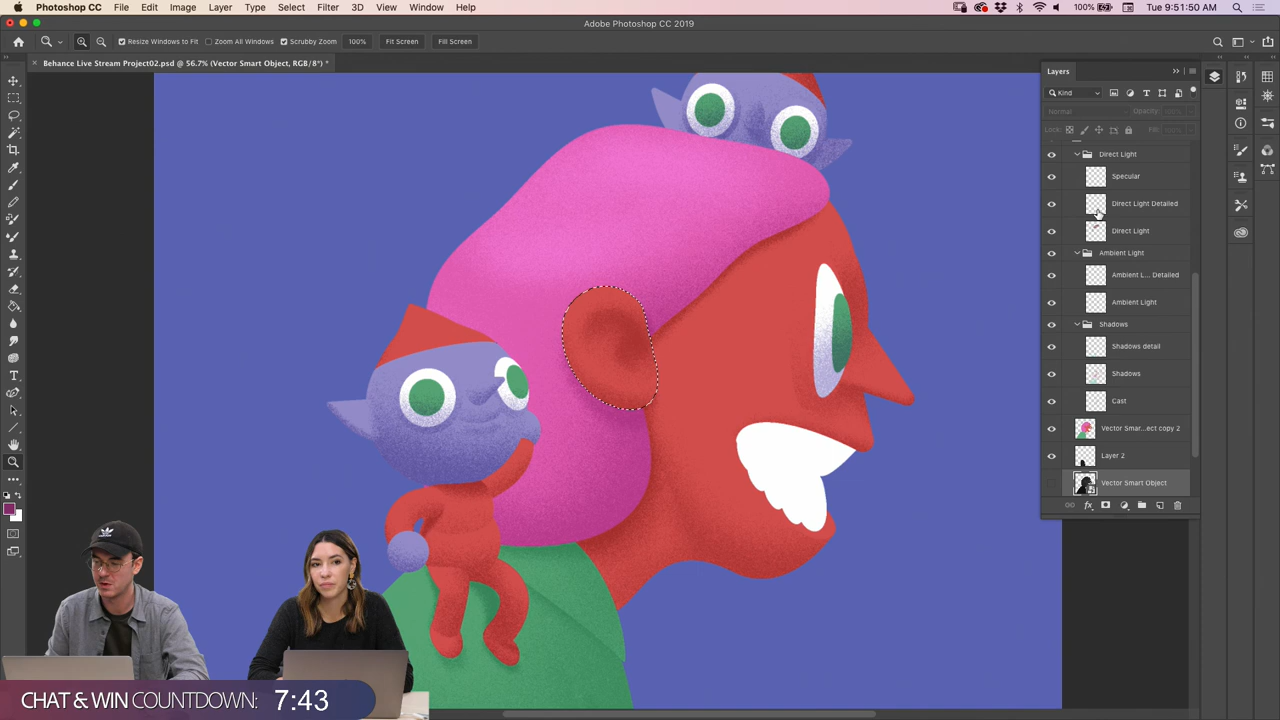 Photoshop CC File Edit Image Layer Type Select Filter 3D View Window Help 100% Tue 9:51:50 AM
Adobe Photoshop CC 2019
Resize Windows to Fit Zoom All Windows Scrubby Zoom 100% Fit Screen Fill Screen
Behance Live Stream Project02.psd @ 56.7% (Vector Smart Object, RGB/8*) *
Layers
Kind
Normal Opacity:
Lock: Fill:
Direct Light
Specular
Direct Light Detailed
Direct Light
Ambient Light
Ambient L... Detailed
Ambient Light
Shadows
Shadows detail
Shadows
Cast
Vector Smar...ect copy 2
Layer 2
Vector Smart Object
fx
adidas
CHAT & WIN COUNTDOWN: 7:43